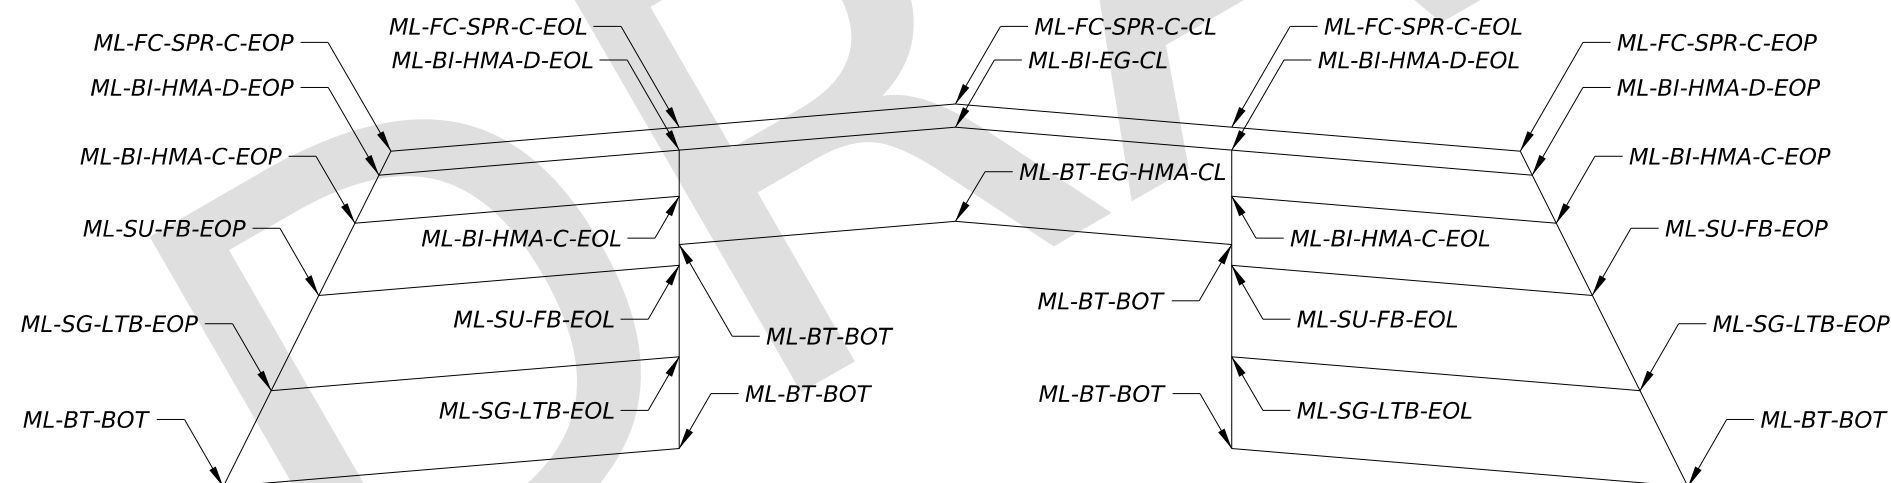 ML-FC-SPR-C-EOL
ML-FC-SPR-C-CL
ML-FC-SPR-C-EOL
ML-FC-SPR-C-EOP
ML-FC-SPR-C-EOP
ML-BI-HMA-D-EOL
ML-BI-EG-CL
ML-BI-HMA-D-EOL
ML-BI-HMA-D-EOP
ML-BI-HMA-D-EOP
ML-BI-HMA-C-EOP
ML-BI-HMA-C-EOP
ML-BT-EG-HMA-CL
ML-SU-FB-EOP
ML-SU-FB-EOP
ML-BI-HMA-C-EOL
ML-BI-HMA-C-EOL
ML-BT-BOT
ML-SU-FB-EOL
ML-SU-FB-EOL
ML-SG-LTB-EOP
ML-SG-LTB-EOP
ML-BT-BOT
ML-BT-BOT
ML-BT-BOT
ML-SG-LTB-EOL
ML-SG-LTB-EOL
ML-BT-BOT
ML-BT-BOT